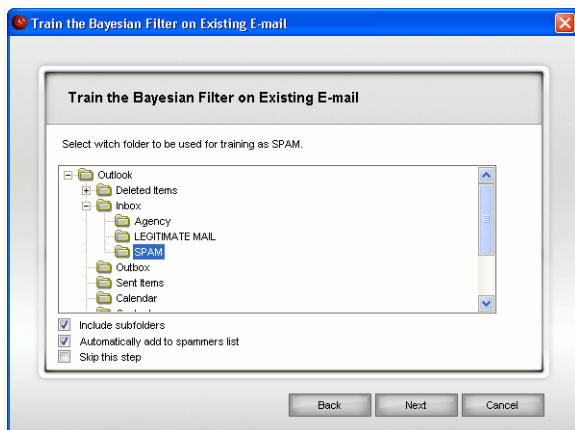 Train the Bayesian Filter on Existing E-mail
Train the Bayesian Filter on Existing E-mail
Select witch folder to be used for training as SPAM.
Outlook
Deleted Items
Inbox
Agency
LEGITIMATE MAIL
SPAM
Outbox
Sent Items
Calendar
Include subfolders
Automatically add to spammers list
Skip this step
Back Next Cancel